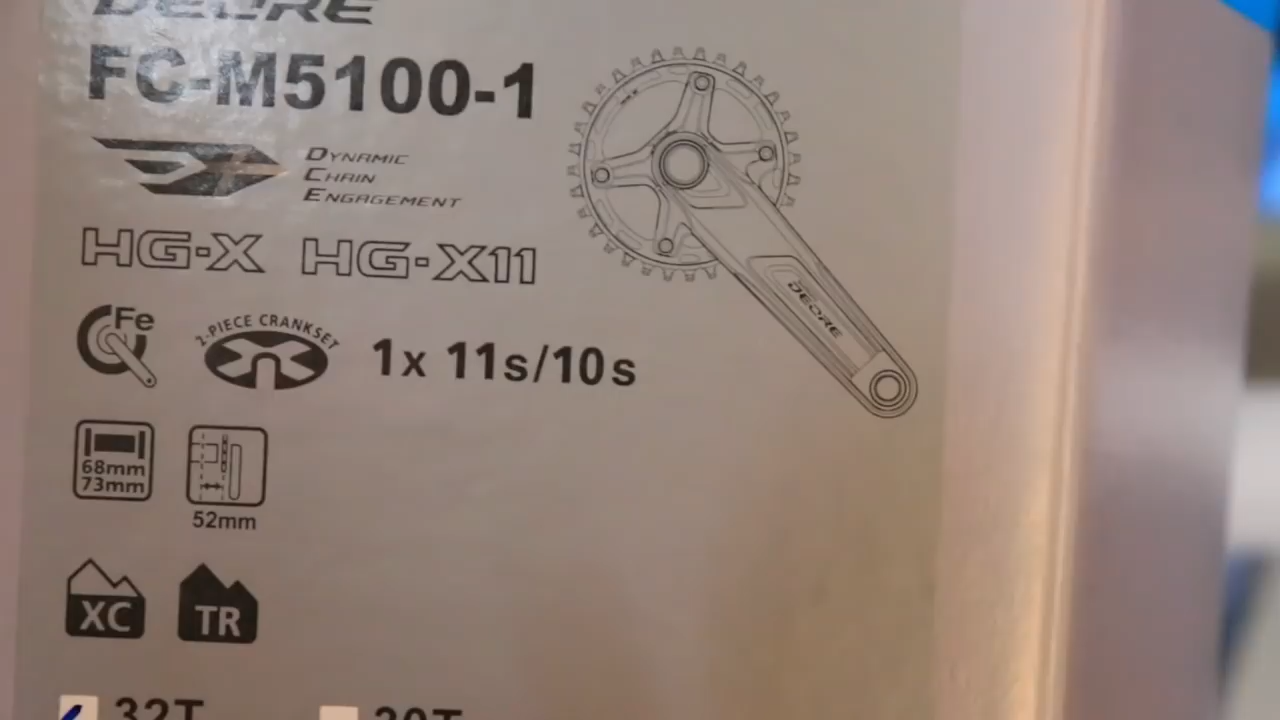 DEORE
FC-M5100-1
DYNAMIC
CHAIN
ENGAGEMENT
HG-X HG-X11
Fe
2-PIECE CRANKSET
1x 11s/10s
DEORE
68mm
73mm
52mm
XC TR
32T 30T